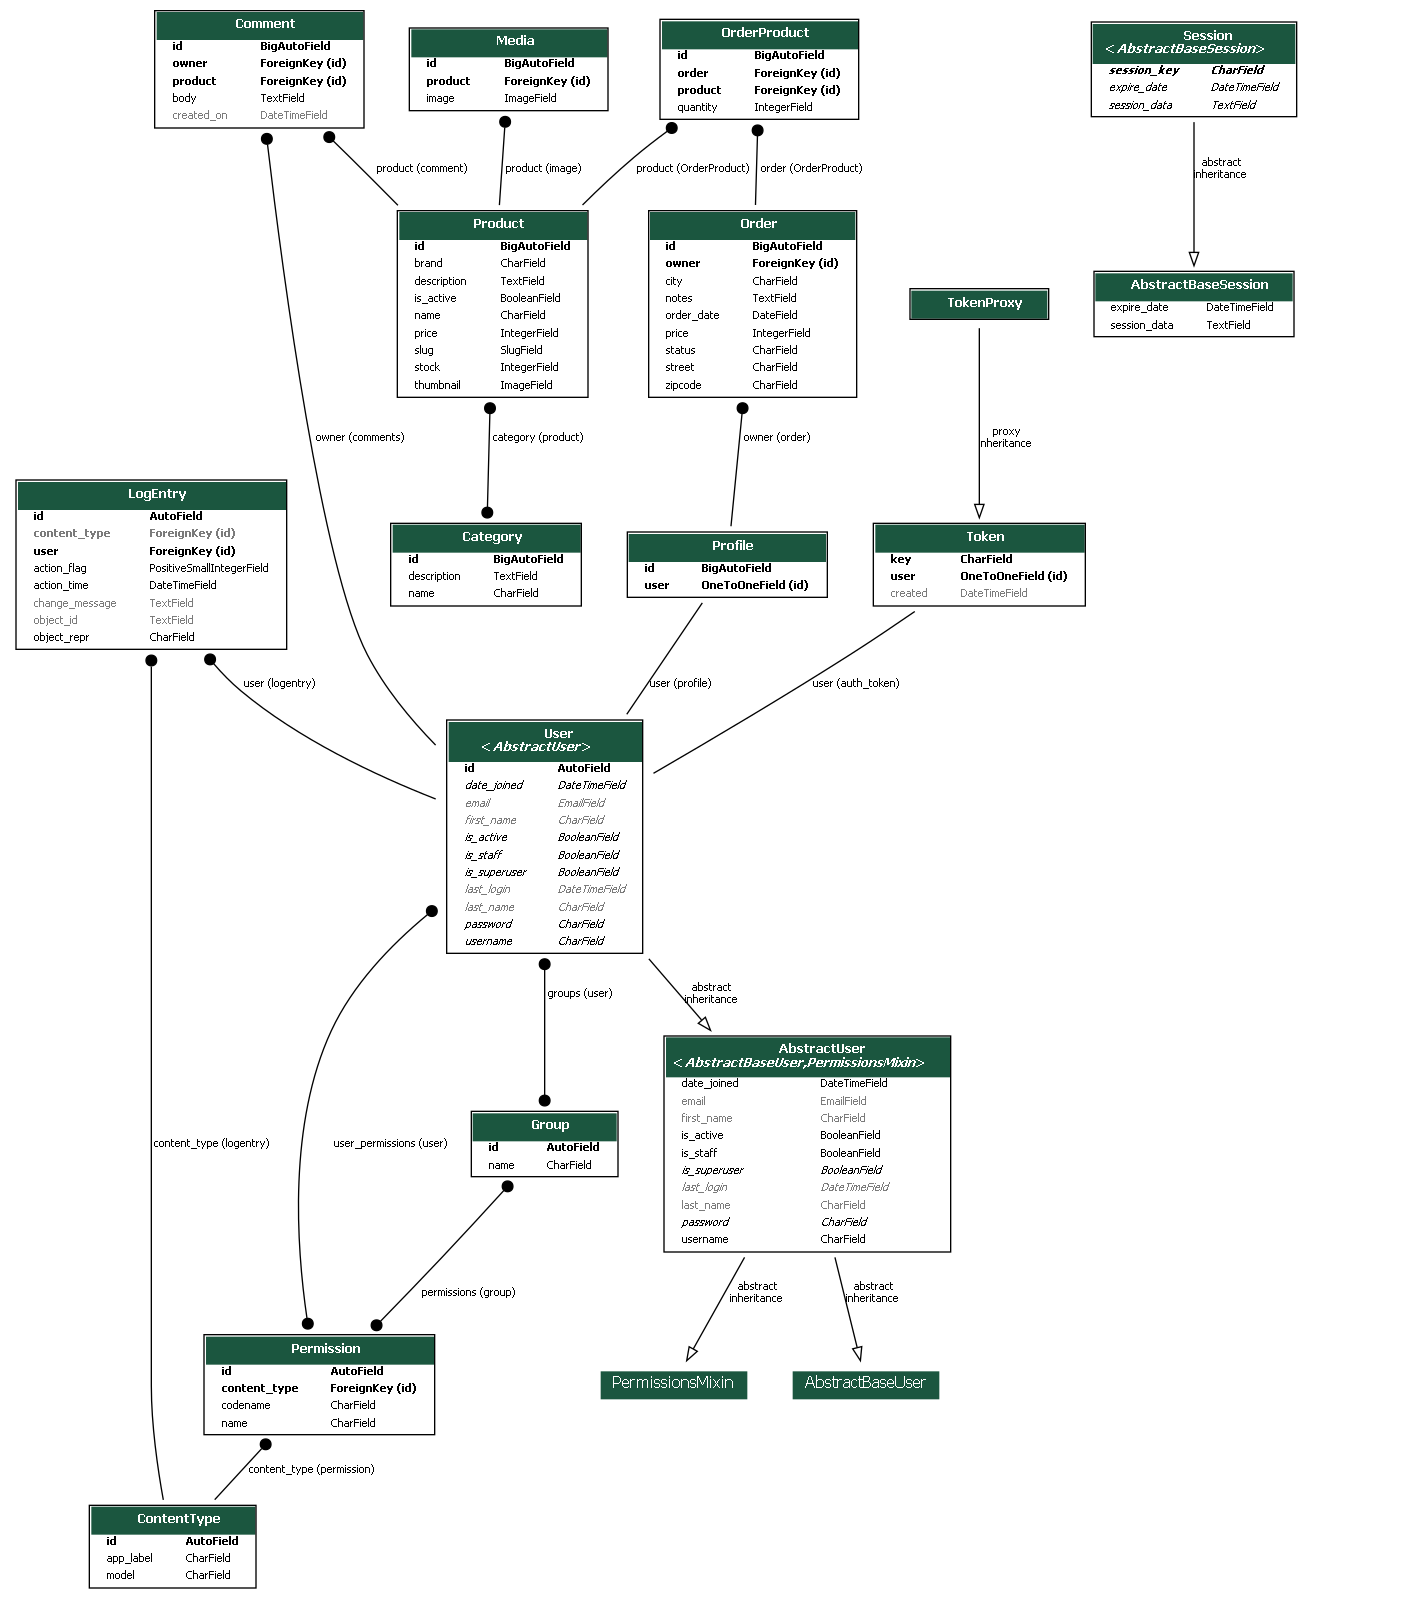 Comment
id BigAutoField
owner ForeignKey (id)
product ForeignKey (id)
body TextField
created_on DateTimeField
Media
id BigAutoField
product ForeignKey (id)
image ImageField
OrderProduct
id BigAutoField
order ForeignKey (id)
product ForeignKey (id)
quantity IntegerField
Session
<AbstractBaseSession>
session_key CharField
expire_date DateTimeField
session_data TextField
product (comment)
product (image)
product (OrderProduct)
order (OrderProduct)
abstract
inheritance
Product
id BigAutoField
brand CharField
description TextField
is_active BooleanField
name CharField
price IntegerField
slug SlugField
stock IntegerField
thumbnail ImageField
Order
id BigAutoField
owner ForeignKey (id)
city CharField
notes TextField
order_date DateField
price IntegerField
status CharField
street CharField
zipcode CharField
TokenProxy
AbstractBaseSession
expire_date DateTimeField
session_data TextField
owner (comments)
category (product)
owner (order)
proxy
inheritance
LogEntry
id AutoField
content_type ForeignKey (id)
user ForeignKey (id)
action_flag PositiveSmallIntegerField
action_time DateTimeField
change_message TextField
object_id TextField
object_repr CharField
Category
id BigAutoField
description TextField
name CharField
Profile
id BigAutoField
user OneToOneField (id)
Token
key CharField
user OneToOneField (id)
created DateTimeField
user (logentry)
user (profile)
user (auth_token)
User
<AbstractUser>
id AutoField
date_joined DateTimeField
email EmailField
first_name CharField
is_active BooleanField
is_staff BooleanField
is_superuser BooleanField
last_login DateTimeField
last_name CharField
password CharField
username CharField
groups (user)
abstract
inheritance
AbstractUser
<AbstractBaseUser,PermissionsMixin>
date_joined DateTimeField
email EmailField
first_name CharField
is_active BooleanField
is_staff BooleanField
is_superuser BooleanField
last_login DateTimeField
last_name CharField
password CharField
username CharField
Group
id AutoField
name CharField
content_type (logentry)
user_permissions (user)
permissions (group)
abstract
inheritance
abstract
inheritance
Permission
id AutoField
content_type ForeignKey (id)
codename CharField
name CharField
PermissionsMixin
AbstractBaseUser
content_type (permission)
ContentType
id AutoField
app_label CharField
model CharField